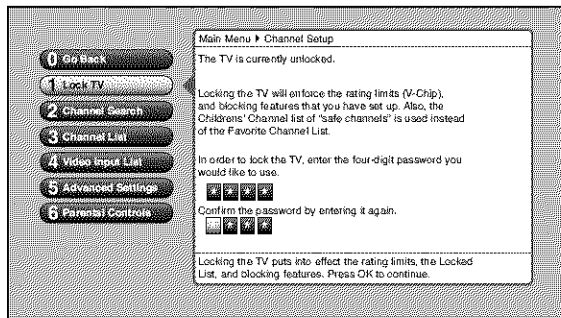 Main Menu ▶ Channel Setup
0 Go Back
1 Lock TV
2 Channel Search
3 Channel List
4 Video Input List
5 Advanced Settings
6 Parental Controls
The TV is currently unlocked.
Locking the TV will enforce the rating limits (V-Chip),
and blocking features that you have set up. Also, the
Childrens' Channel list of "safe channels" is used instead
of the Favorite Channel List.
In order to lock the TV, enter the four-digit password you
would like to use.
* * * *
Confirm the password by entering it again.
-- * * *
Locking the TV puts into effect the rating limits, the Locked
List, and blocking features. Press OK to continue.